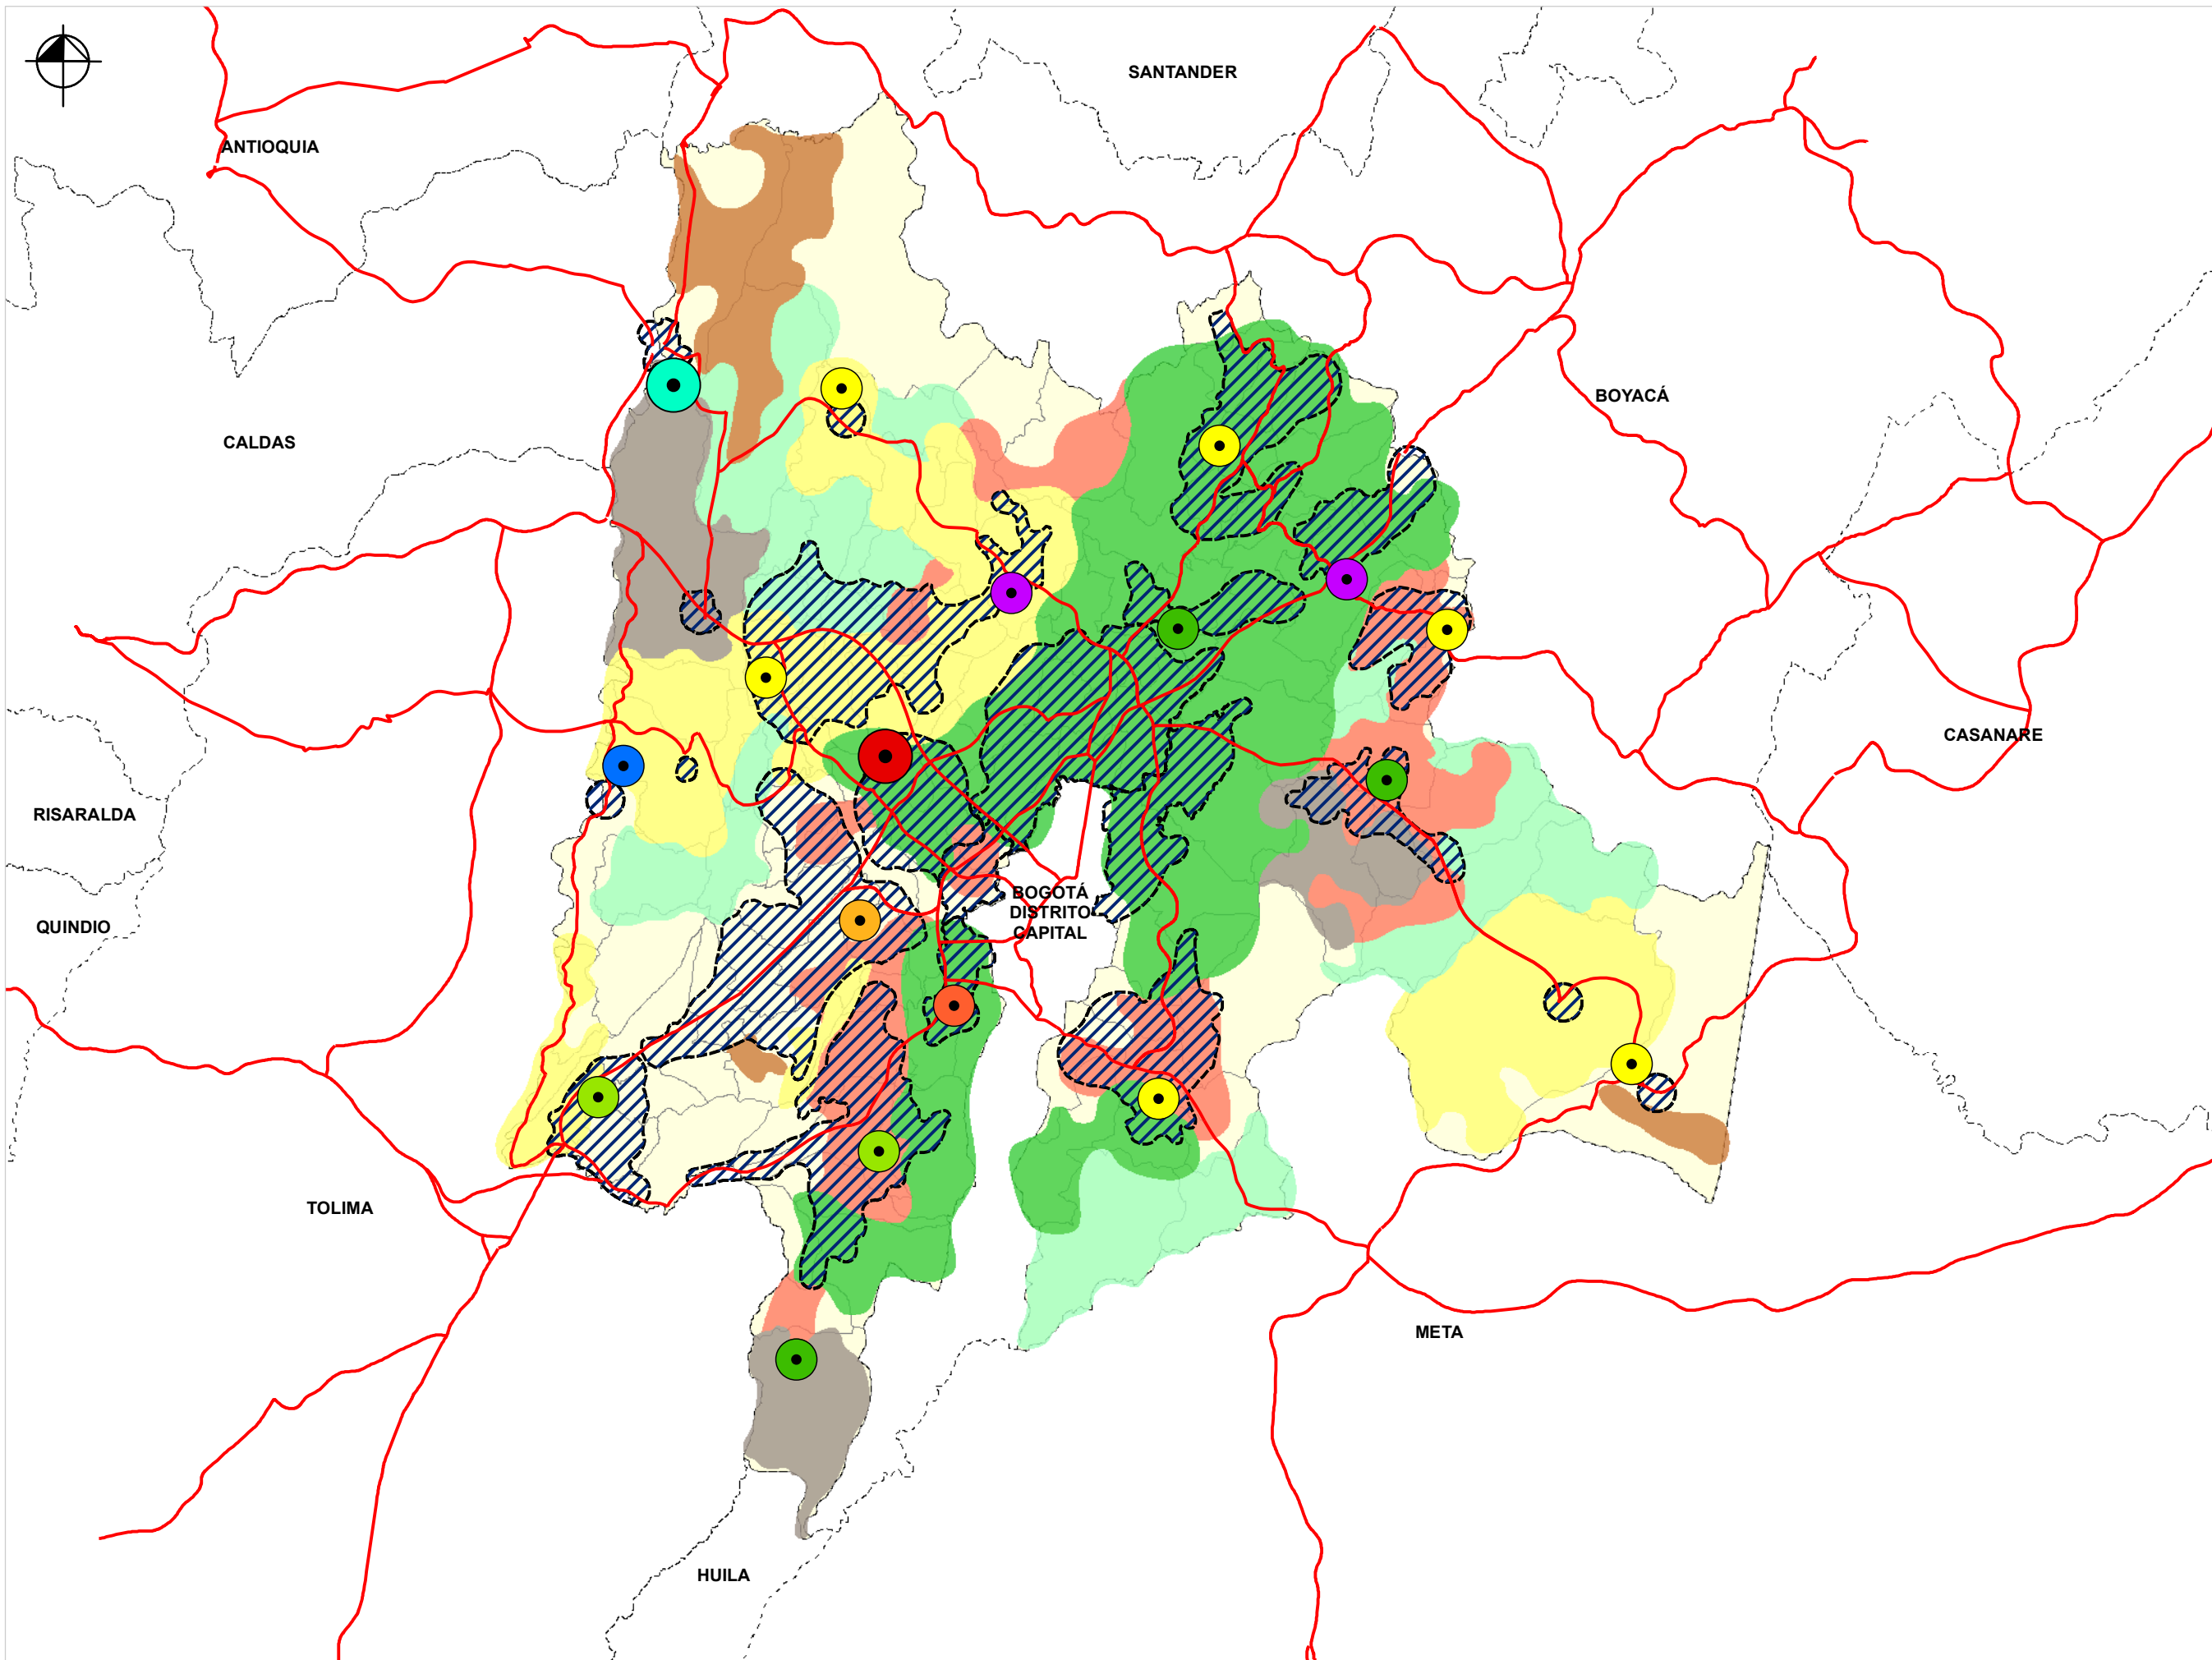 SANTANDER
ANTIOQUIA
BOYACÁ
CALDAS
CASANARE
RISARALDA
BOGOTÁ
DISTRITO
CAPITAL
QUINDIO
TOLIMA
META
HUILA